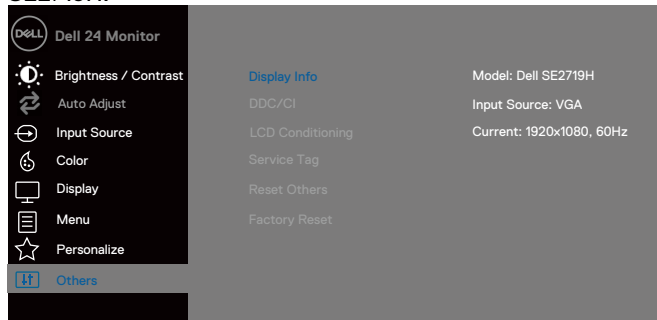 DELL
Dell 24 Monitor
Brightness / Contrast
Auto Adjust
Input Source
Color
Display
Menu
Personalize
Others
Display Info
DDC/CI
LCD Conditioning
Service Tag
Reset Others
Factory Reset
Model: Dell SE2719H
Input Source: VGA
Current: 1920x1080, 60Hz